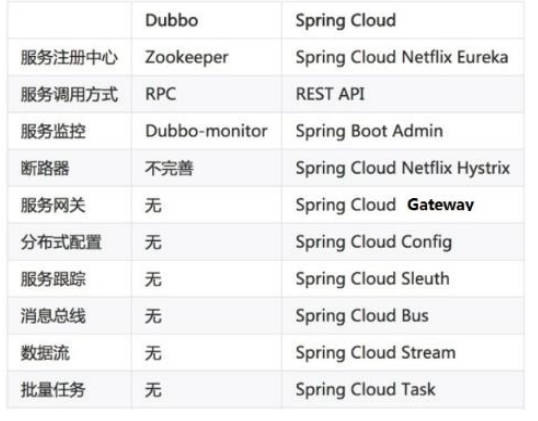 Dubbo Spring Cloud
服务注册中心 Zookeeper Spring Cloud Netflix Eureka
服务调用方式 RPC REST API
服务监控 Dubbo-monitor Spring Boot Admin
断路器 不完善 Spring Cloud Netflix Hystrix
服务网关 无 Spring Cloud Gateway
分布式配置 无 Spring Cloud Config
服务跟踪 无 Spring Cloud Sleuth
消息总线 无 Spring Cloud Bus
数据流 无 Spring Cloud Stream
批量任务 无 Spring Cloud Task